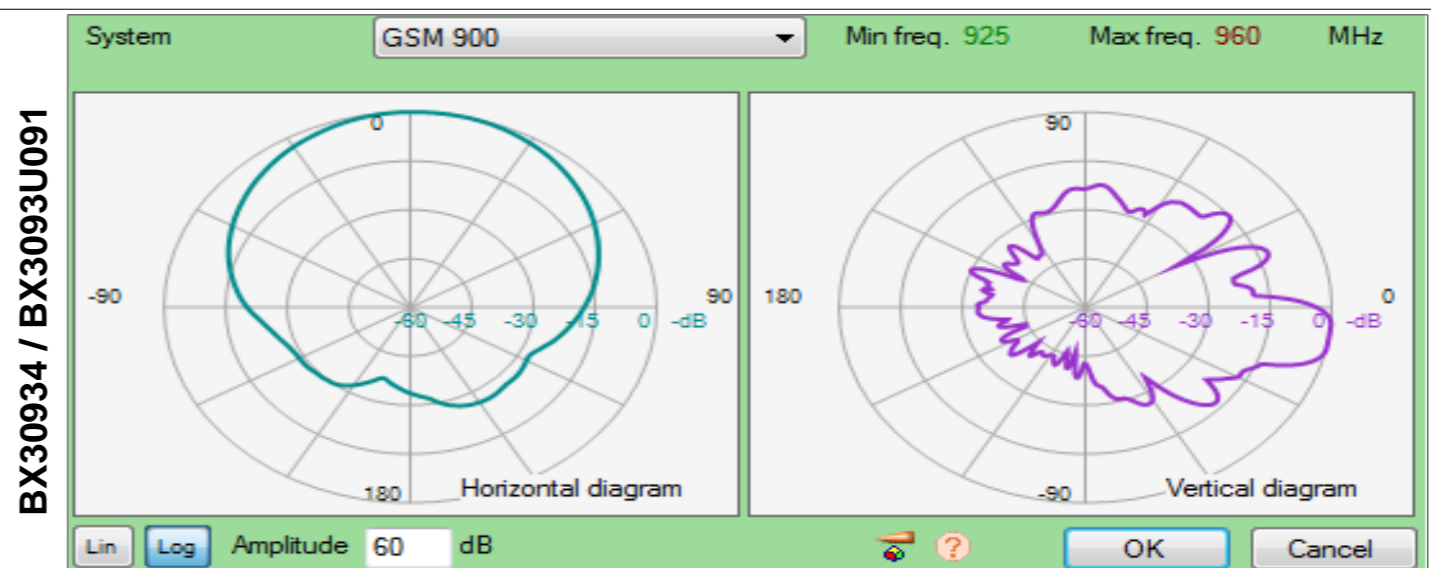 BX30934 / BX3093U091
System GSM 900 Min freq. 925 Max freq. 960 MHz
0
-90 90
-60 -45 -30 -15 0 -dB
180 Horizontal diagram
90
180 0
-60 -45 -30 -15 0 -dB
-90 Vertical diagram
Lin Log Amplitude 60 dB ? OK Cancel